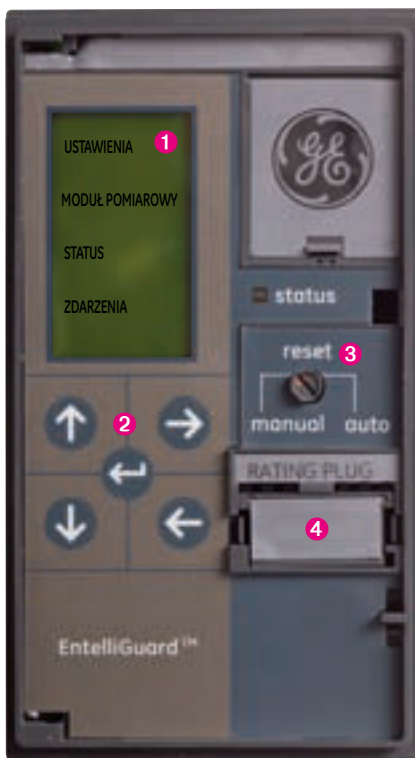 USTAWIENIA 1
MODUŁ POMIAROWY
STATUS
ZDARZENIA
GE
status
reset 3
manual auto
2
RATING PLUG
4
EntelliGuard™